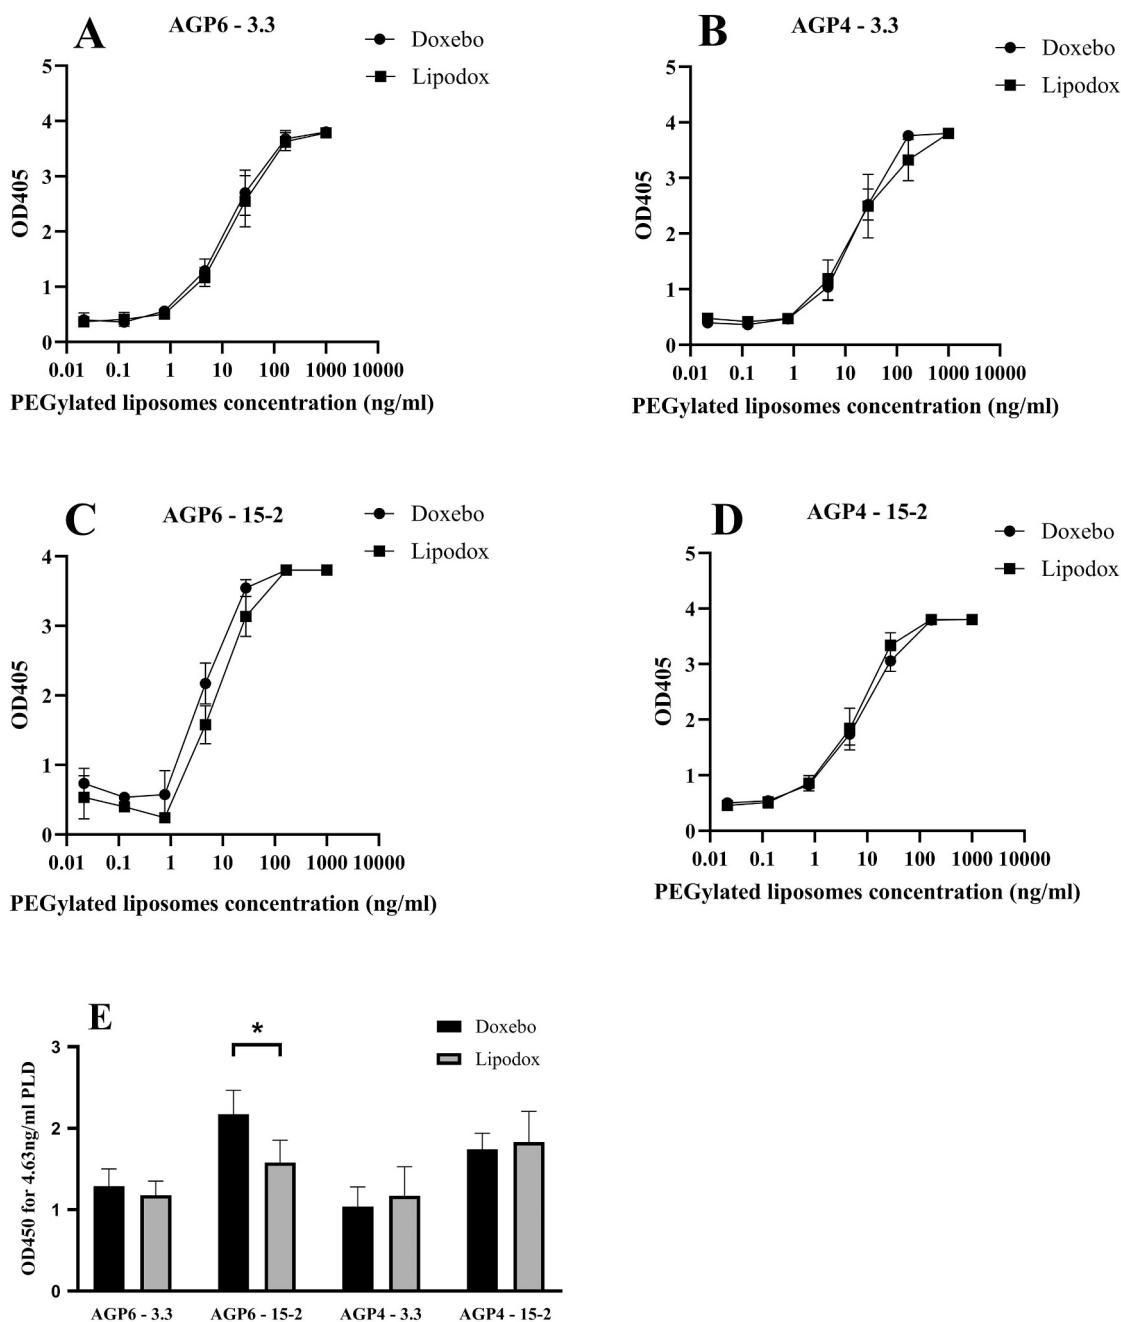 A
AGP6 - 3.3
Doxebo
Lipodox
OD405
5
4
3
2
1
0
0.01 0.1 1 10 100 1000 10000
PEGylated liposomes concentration (ng/ml)
B
AGP4 - 3.3
Doxebo
Lipodox
OD405
5
4
3
2
1
0
0.01 0.1 1 10 100 1000 10000
PEGylated liposomes concentration (ng/ml)
C
AGP6 - 15-2
Doxebo
Lipodox
OD405
4
3
2
1
0
0.01 0.1 1 10 100 1000 10000
PEGylated liposomes concentration (ng/ml)
D
AGP4 - 15-2
Doxebo
Lipodox
OD405
5
4
3
2
1
0
0.01 0.1 1 10 100 1000 10000
PEGylated liposomes concentration (ng/ml)
E
Doxebo
Lipodox
*
OD450 for 4.63ng/ml PLD
3
2
1
0
AGP6 - 3.3 AGP6 - 15-2 AGP4 - 3.3 AGP4 - 15-2